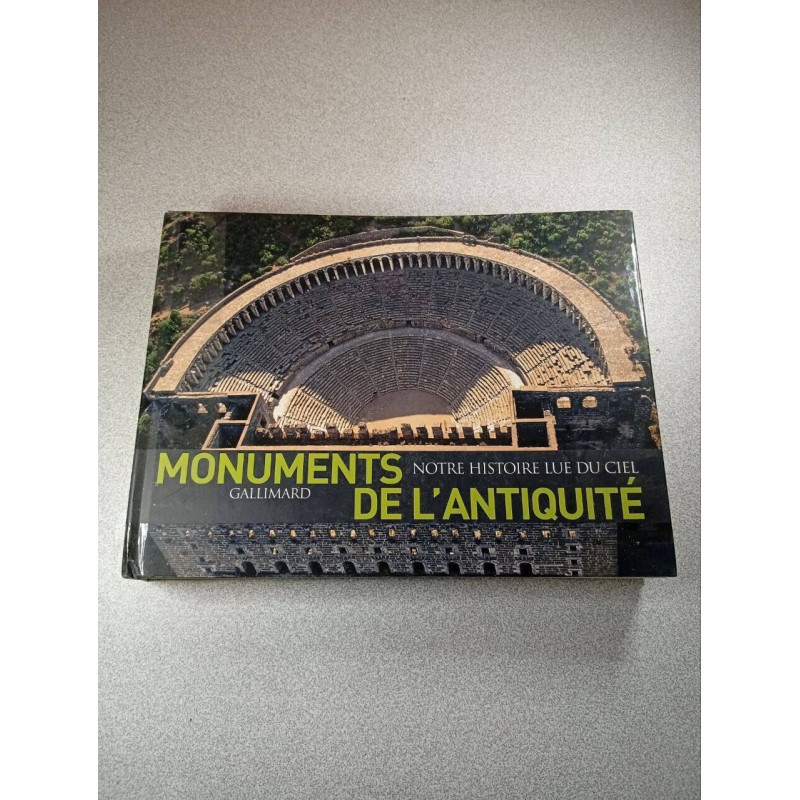 MONUMENTS NOTRE HISTOIRE LUE DU CIEL
GALLIMARD DE L'ANTIQUITÉ